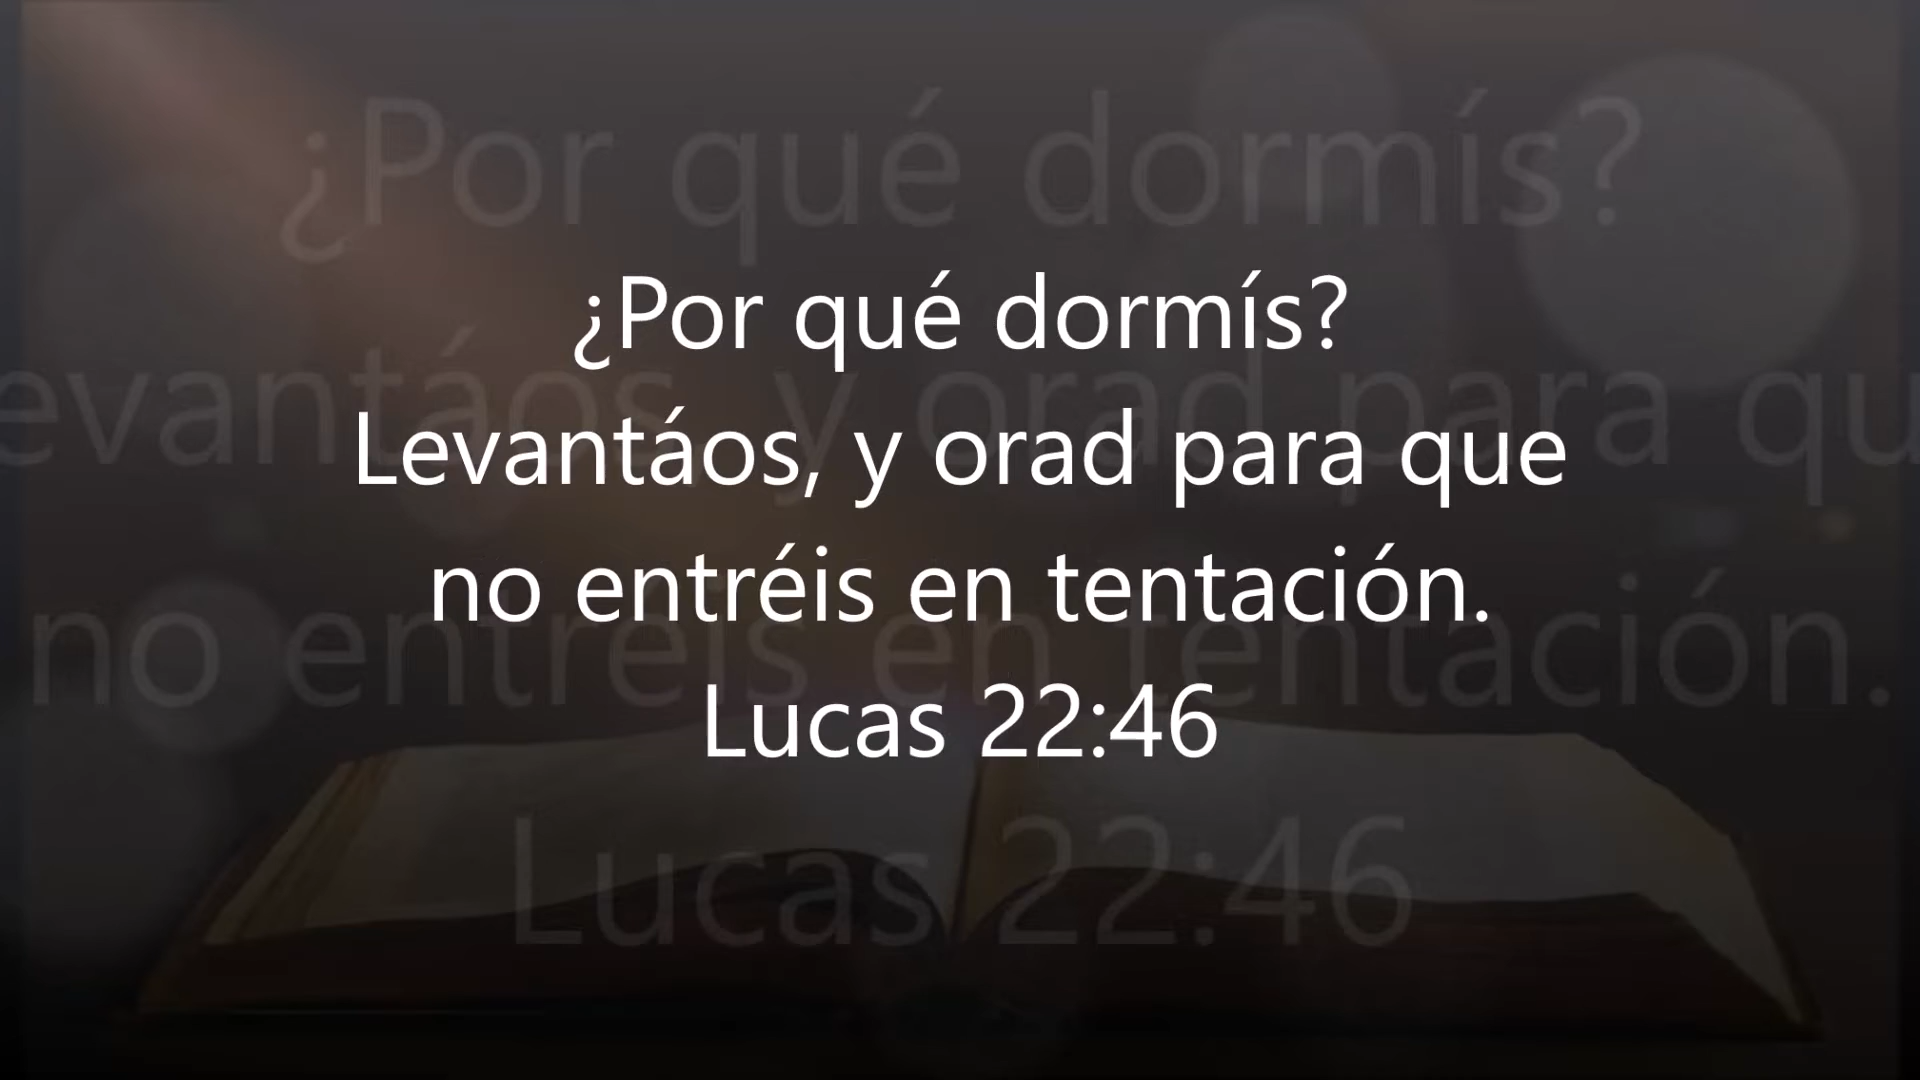 ¿Por qué dormís?
Levantáos, y orad para que
no entréis en tentación.
Lucas 22:46